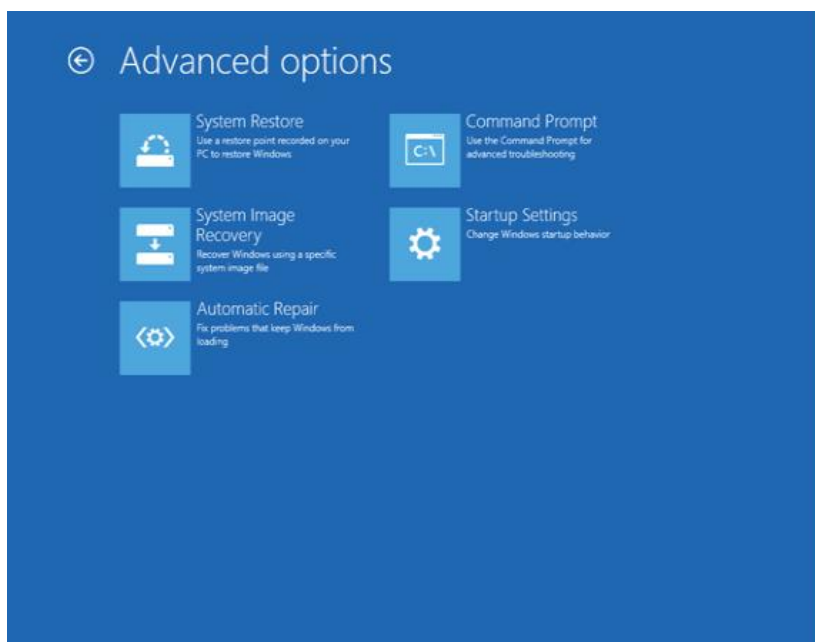 Advanced options
System Restore
Use a restore point recorded on your
PC to restore Windows
System Image
Recovery
Recover Windows using a specific
system image file
Automatic Repair
Fix problems that keep Windows from
loading
C:\
Command Prompt
Use the Command Prompt for
advanced troubleshooting
Startup Settings
Change Windows startup behavior